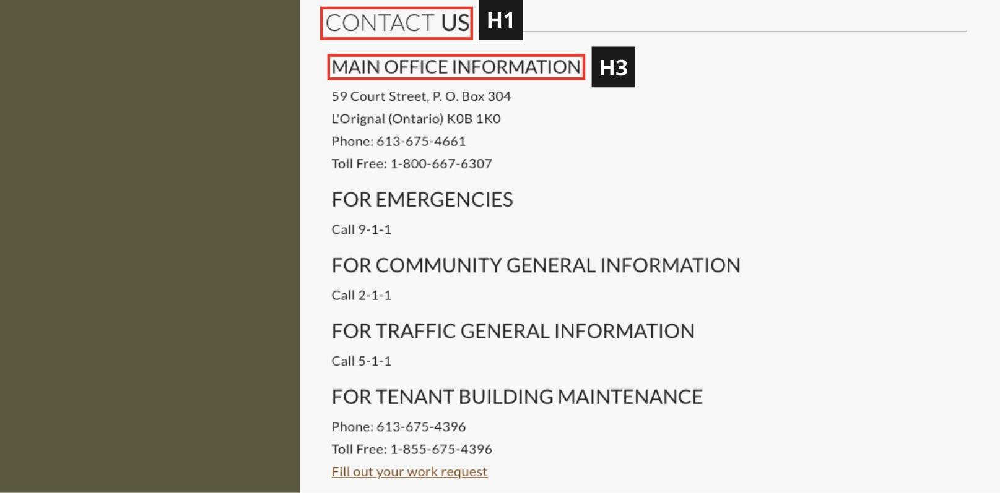 CONTACT US H1
MAIN OFFICE INFORMATION H3
59 Court Street, P. O. Box 304
L'Orignal (Ontario) K0B 1K0
Phone: 613-675-4661
Toll Free: 1-800-667-6307
FOR EMERGENCIES
Call 9-1-1
FOR COMMUNITY GENERAL INFORMATION
Call 2-1-1
FOR TRAFFIC GENERAL INFORMATION
Call 5-1-1
FOR TENANT BUILDING MAINTENANCE
Phone: 613-675-4396
Toll Free: 1-855-675-4396
Fill out your work request